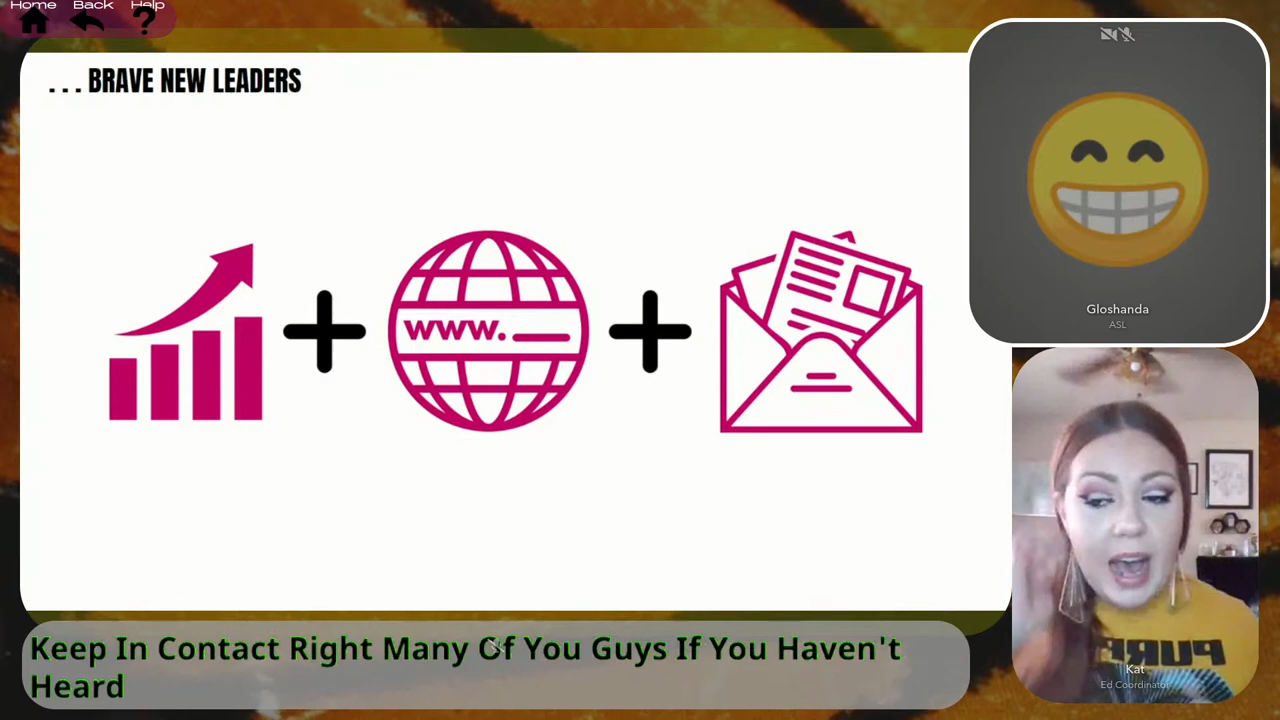 Home Back Help
. . . BRAVE NEW LEADERS
www.
Gloshanda
ASL
Kat
Ed Coordinator
Keep In Contact Right Many Of You Guys If You Haven't
Heard